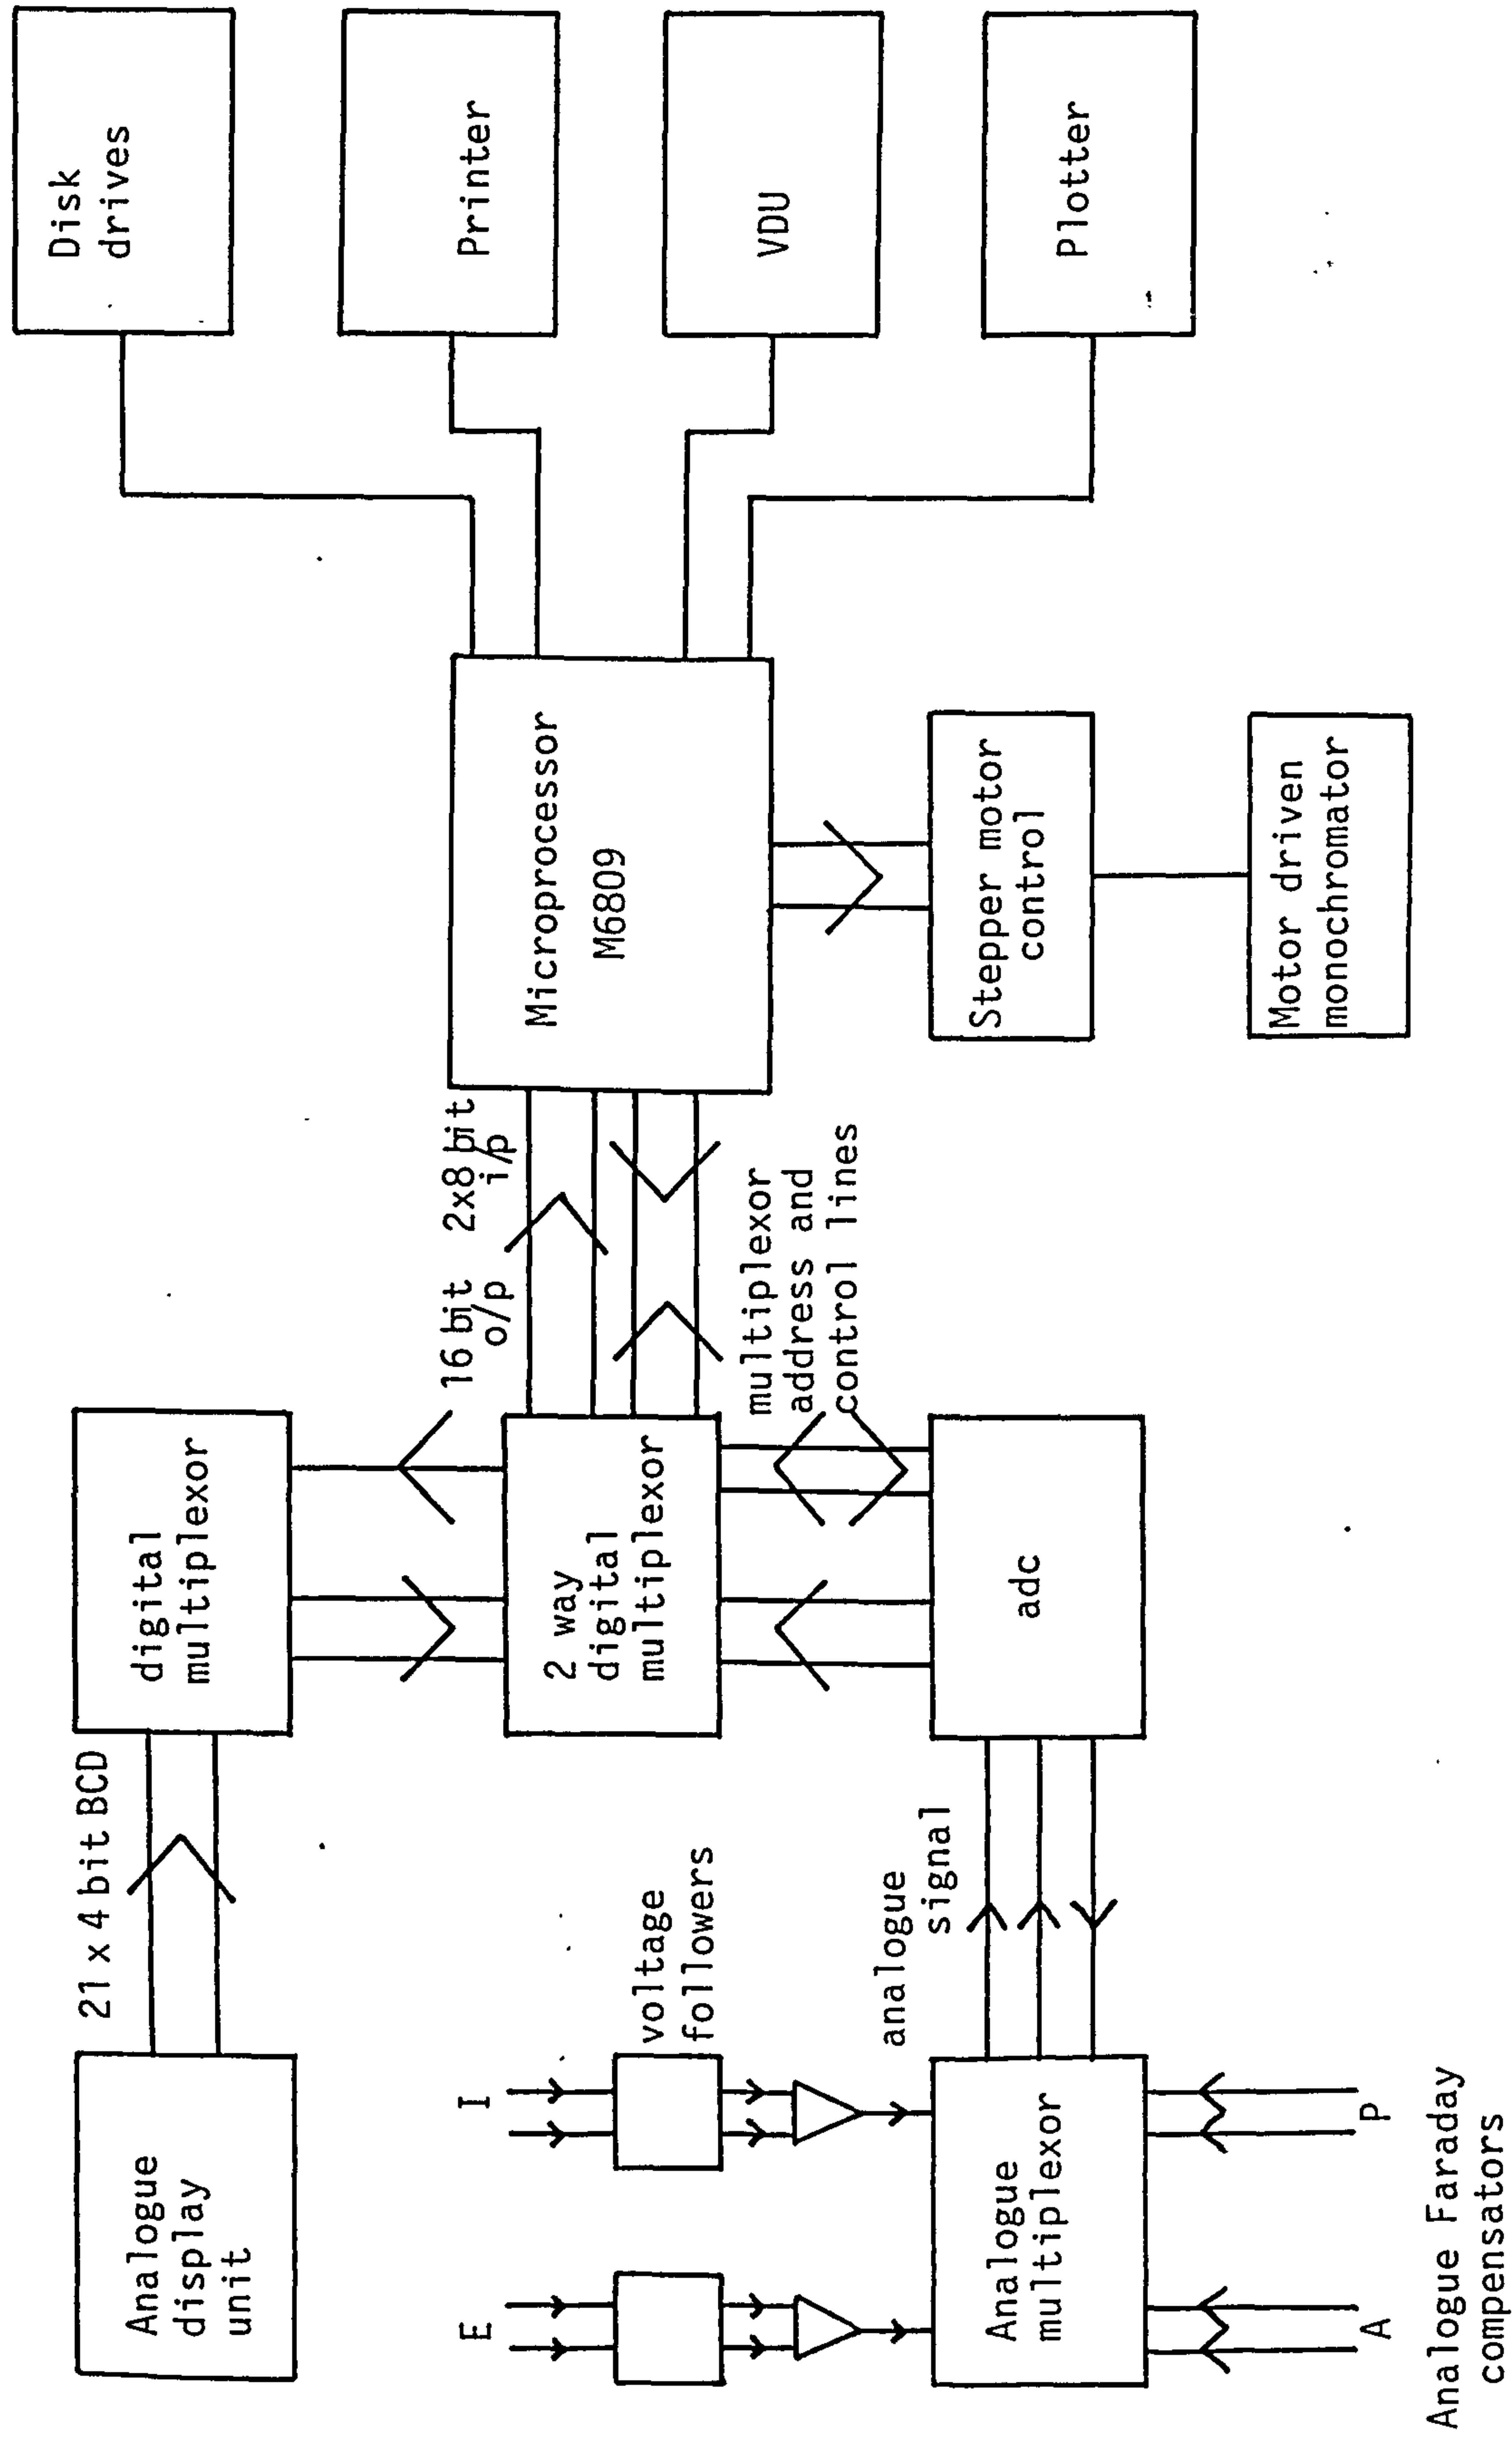 Analogue
display
unit
21 x 4 bit BCD
digital
multiplexor
16 bit
o/p
2x8 bit
i/p
Disk
drives
Printer
VDU
Plotter
Microprocessor
M6809
2 way
digital
multiplexor
multiplexor
address and
control lines
Stepper motor
control
Motor driven
monochromator
adc
E
I
voltage
followers
analogue
signal
Analogue
multiplexor
A
P
Analogue Faraday
compensators